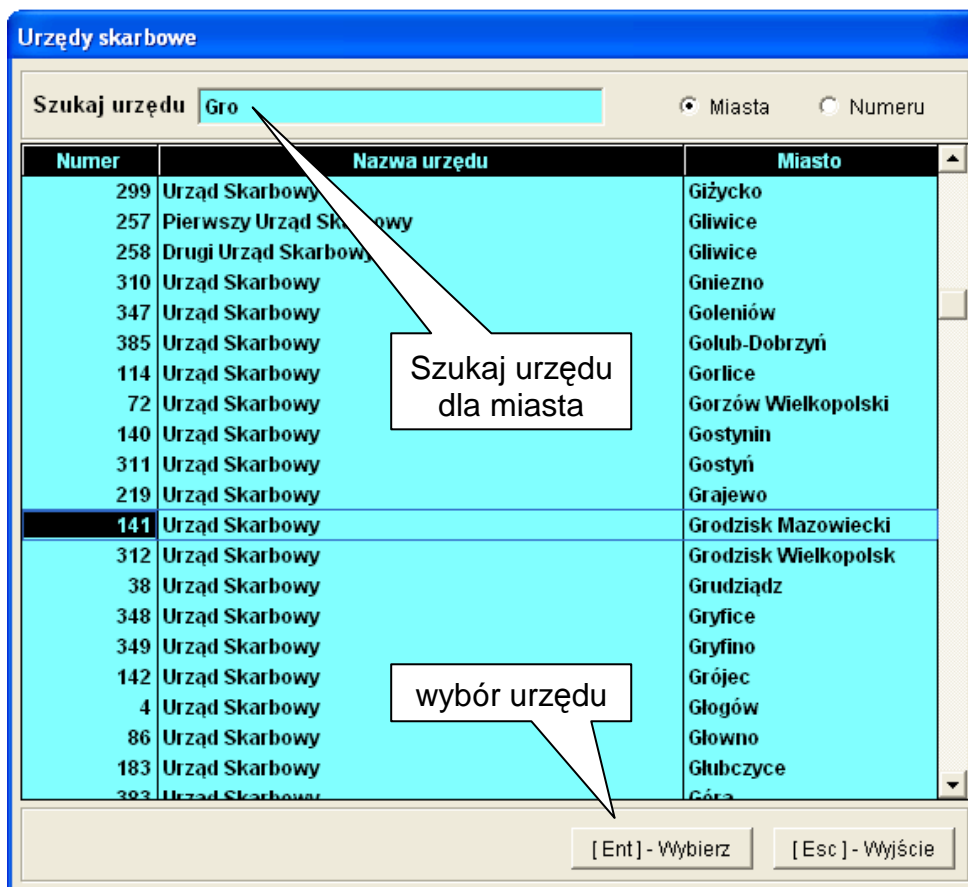 Urzędy skarbowe
Szukaj urzędu Gro Miasta Numeru
Numer Nazwa urzędu Miasto
299 Urząd Skarbowy Giżycko
257 Pierwszy Urząd Skarbowy Gliwice
258 Drugi Urząd Skarbowy Gliwice
310 Urząd Skarbowy Gniezno
347 Urząd Skarbowy Goleniów
385 Urząd Skarbowy Golub-Dobrzyń
114 Urząd Skarbowy Gorlice
72 Urząd Skarbowy Gorzów Wielkopolski
140 Urząd Skarbowy Gostynin
311 Urząd Skarbowy Gostyń
219 Urząd Skarbowy Grajewo
141 Urząd Skarbowy Grodzisk Mazowiecki
312 Urząd Skarbowy Grodzisk Wielkopolsk
38 Urząd Skarbowy Grudziądz
348 Urząd Skarbowy Gryfice
349 Urząd Skarbowy Gryfino
142 Urząd Skarbowy Grójec
4 Urząd Skarbowy Głogów
86 Urząd Skarbowy Głowno
183 Urząd Skarbowy Głubczyce
383 Urząd Skarbowy Góra
Szukaj urzędu
dla miasta
wybór urzędu
[ Ent ] - Wybierz [ Esc ] - Wyjście